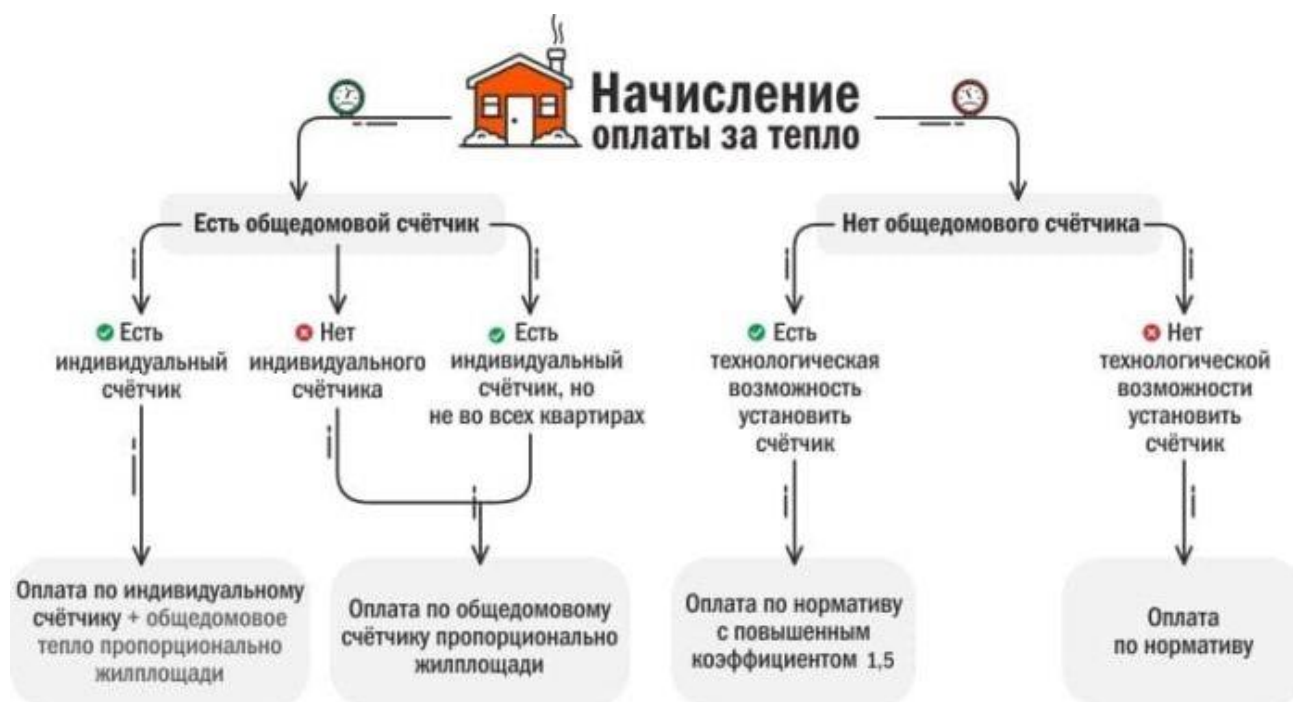 Начисление
оплаты за тепло
Есть общедомовой счётчик
Нет общедомового счётчика
Есть
индивидуальный
счётчик
Нет
индивидуального
счётчика
Есть
индивидуальный
счётчик, но
не во всех квартирах
Есть
технологическая
возможность
установить
счётчик
Нет
технологической
возможности
установить
счётчик
Оплата по индивидуальному
счётчику + общедомовое
тепло пропорционально
жилплощади
Оплата по общедомовому
счётчику пропорционально
жилплощади
Оплата по нормативу
с повышенным
коэффициентом 1,5
Оплата
по нормативу